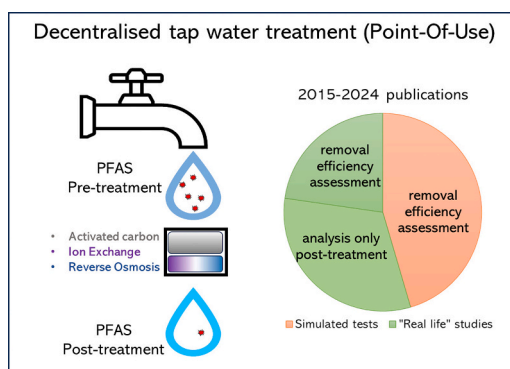 Decentralised tap water treatment (Point-Of-Use)
PFAS
Pre-treatment
• Activated carbon
• Ion Exchange
• Reverse Osmosis
PFAS
Post-treatment
2015-2024 publications
removal
efficiency
assessment
removal
efficiency
assessment
analysis only
post-treatment
Simulated tests
"Real life" studies